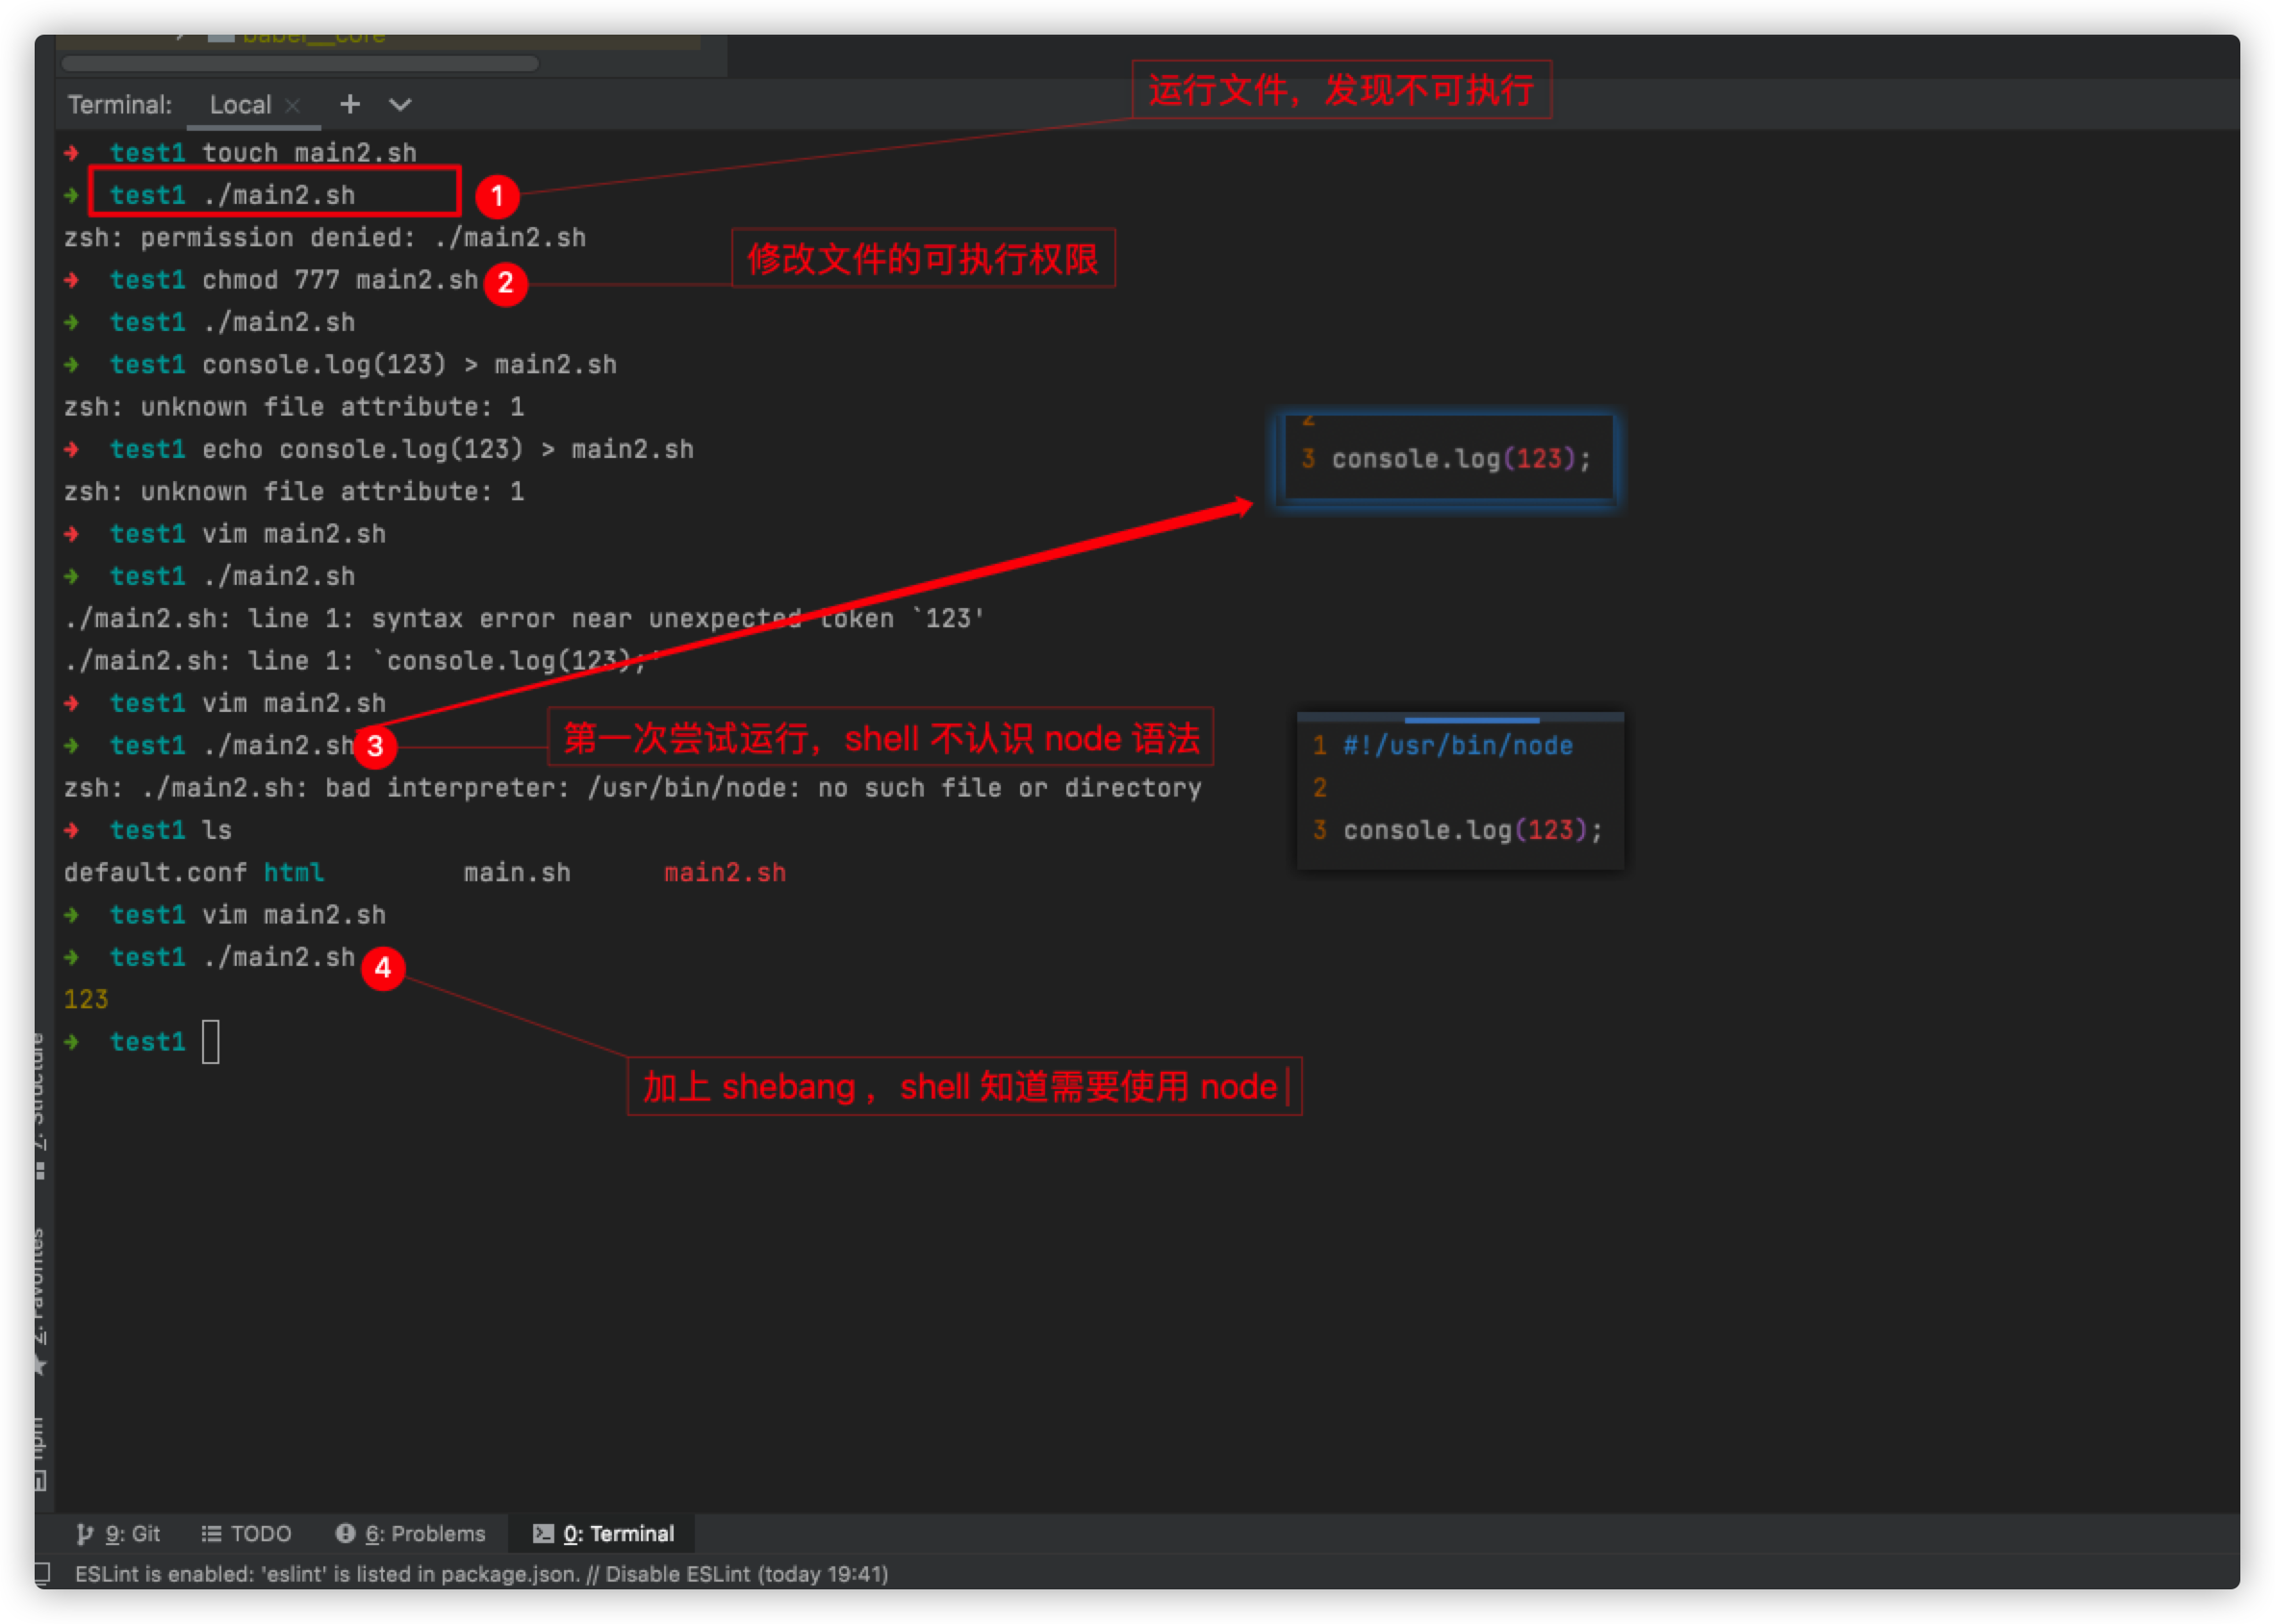 babel__core
Terminal: Local
运行文件，发现不可执行
test1 touch main2.sh
test1 ./main2.sh
1
zsh: permission denied: ./main2.sh
修改文件的可执行权限
test1 chmod 777 main2.sh
2
test1 ./main2.sh
test1 console.log(123) > main2.sh
zsh: unknown file attribute: 1
test1 echo console.log(123) > main2.sh
zsh: unknown file attribute: 1
2
3 console.log(123);
test1 vim main2.sh
test1 ./main2.sh
./main2.sh: line 1: syntax error near unexpected token `123'
./main2.sh: line 1: `console.log(123);'
test1 vim main2.sh
test1 ./main2.sh
3
第一次尝试运行，shell 不认识 node 语法
1 #!/usr/bin/node
2
3 console.log(123);
zsh: ./main2.sh: bad interpreter: /usr/bin/node: no such file or directory
test1 ls
default.conf html main.sh main2.sh
test1 vim main2.sh
test1 ./main2.sh
4
123
test1
加上 shebang ，shell 知道需要使用 node
7: Structure
2: Favorites
npm
9: Git TODO 6: Problems 0: Terminal
ESLint is enabled: 'eslint' is listed in package.json. // Disable ESLint (today 19:41)